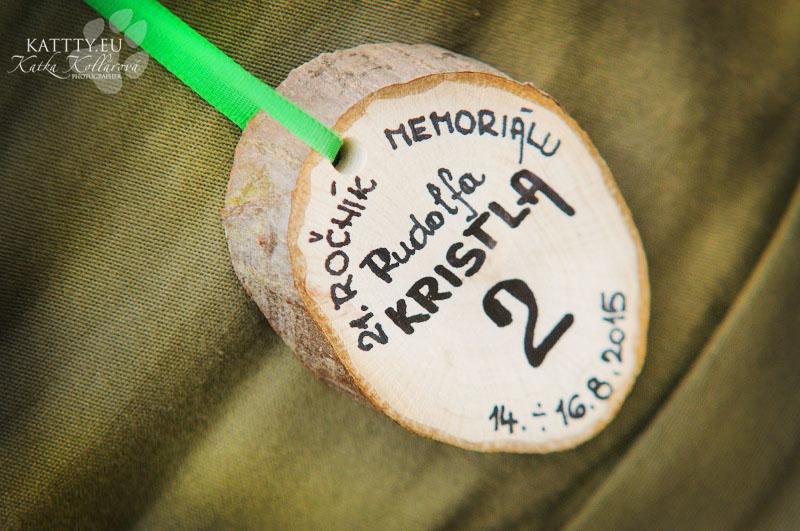 KATTTY.EU
Katka Kollárová
PHOTOGRAPHER
21. ROČNÍK MEMORIÁLU
Rudolfa
KRISTLA
2
14. ÷ 16.8.2015